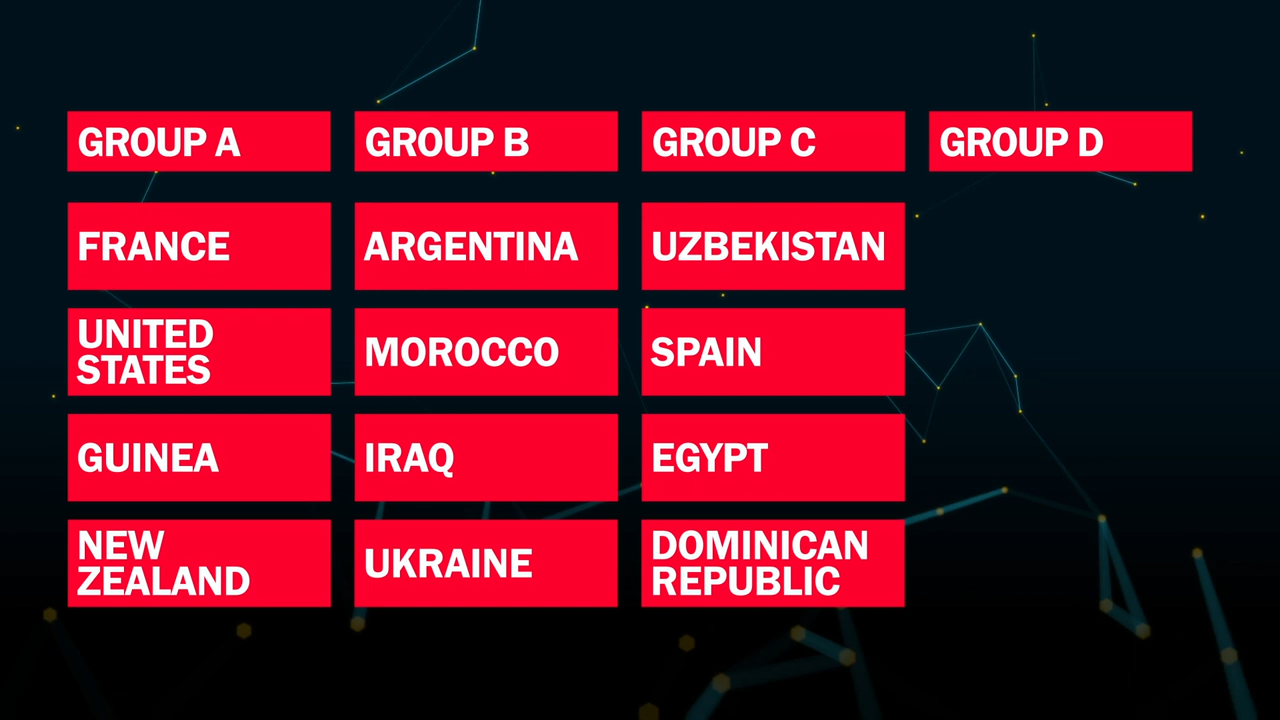 GROUP A
GROUP B
GROUP C
GROUP D
FRANCE
ARGENTINA
UZBEKISTAN
UNITED
STATES
MOROCCO
SPAIN
GUINEA
IRAQ
EGYPT
NEW
ZEALAND
UKRAINE
DOMINICAN
REPUBLIC